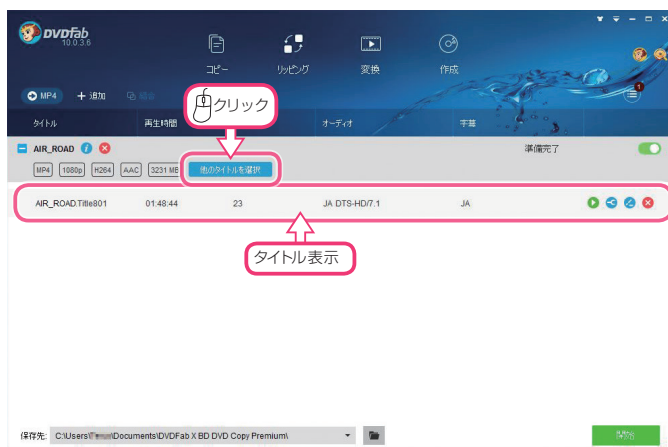 DVDFab
10.0.3.6
コピー
リッピング
変換
作成
MP4
+ 追加
クリック
1
タイトル
再生時間
オーディオ
字幕
AIR_ROAD
準備完了
MP4 1080p H264 AAC 3231 MB
他のタイトルを選択
AIR_ROAD.Title801 01:48:44 23 JA DTS-HD/7.1 JA
タイトル表示
保存先: C:\Users\ \Documents\DVDFab X BD DVD Copy Premium\
開始